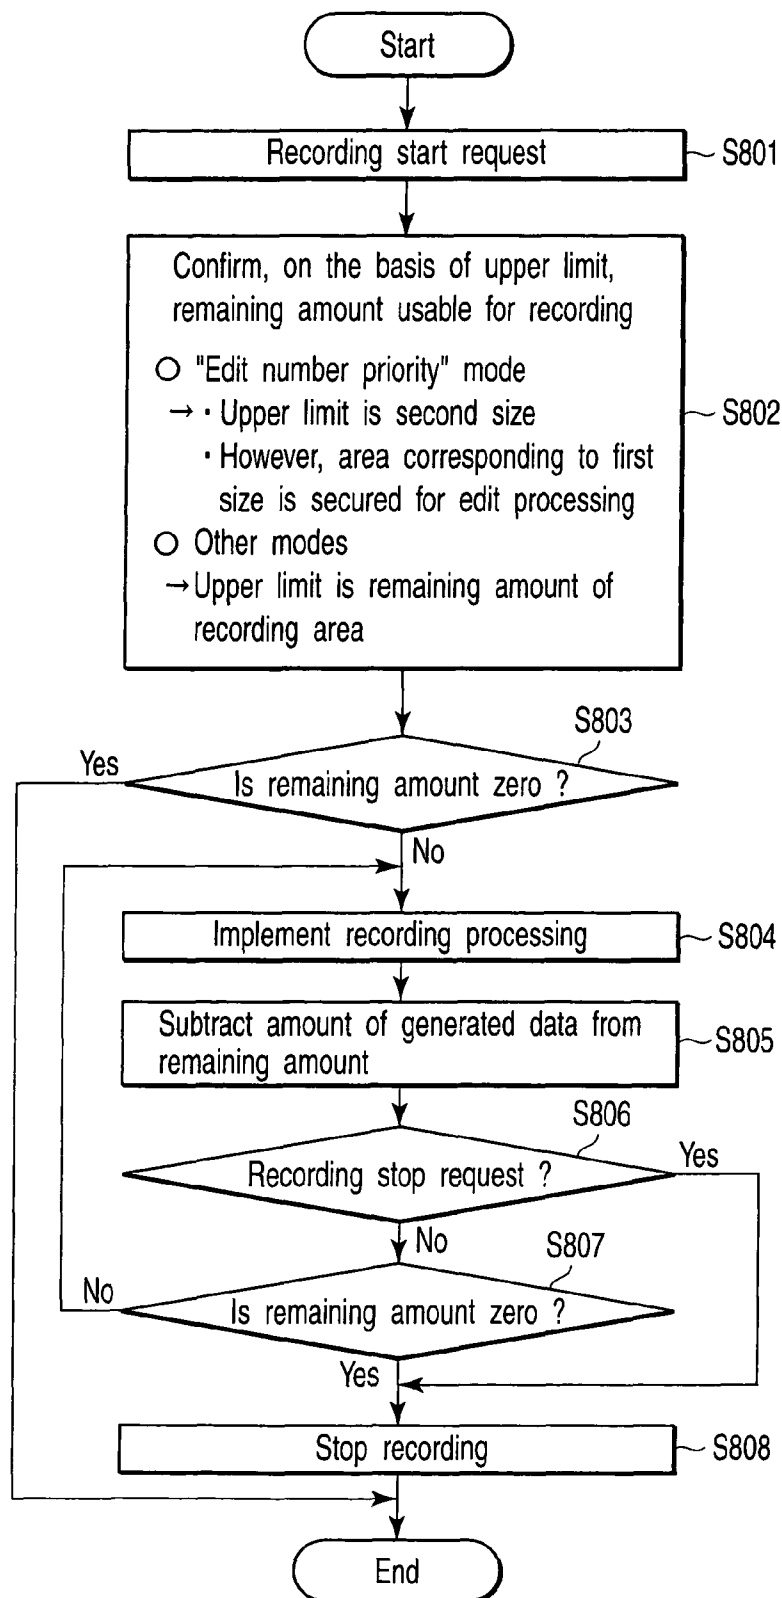 Start
Recording start request
S801
Confirm, on the basis of upper limit,
remaining amount usable for recording
○ "Edit number priority" mode
→ · Upper limit is second size
· However, area corresponding to first
size is secured for edit processing
○ Other modes
→ Upper limit is remaining amount of
recording area
S802
S803
Yes
Is remaining amount zero ?
No
Implement recording processing
S804
Subtract amount of generated data from
remaining amount
S805
S806
Recording stop request ?
Yes
No
S807
No
Is remaining amount zero ?
Yes
Stop recording
S808
End